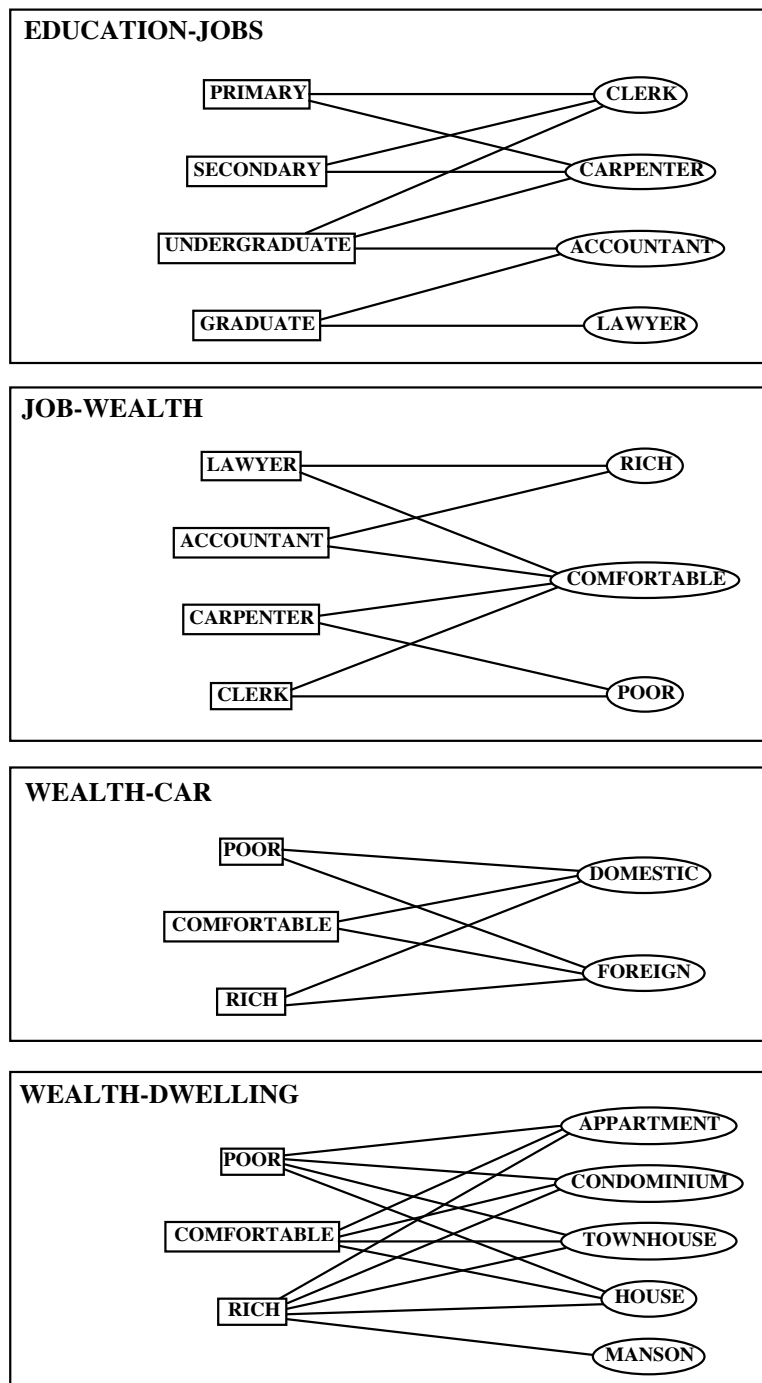 EDUCATION-JOBS
PRIMARY
CLERK
SECONDARY
CARPENTER
UNDERGRADUATE
ACCOUNTANT
GRADUATE
LAWYER
JOB-WEALTH
LAWYER
RICH
ACCOUNTANT
COMFORTABLE
CARPENTER
CLERK
POOR
WEALTH-CAR
POOR
DOMESTIC
COMFORTABLE
FOREIGN
RICH
WEALTH-DWELLING
APPARTMENT
POOR
CONDOMINIUM
COMFORTABLE
TOWNHOUSE
RICH
HOUSE
MANSON